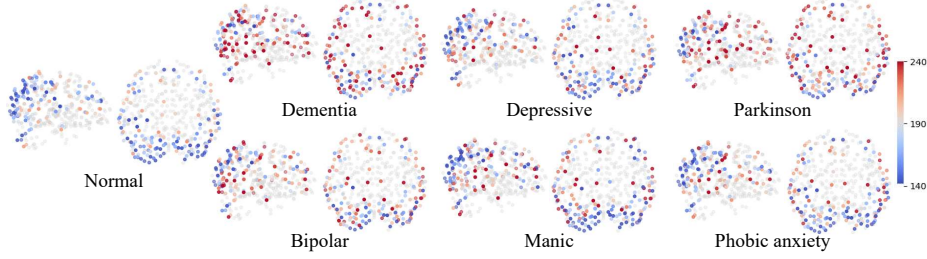 Dementia
Depressive
Parkinson
240
190
140
Normal
Bipolar
Manic
Phobic anxiety